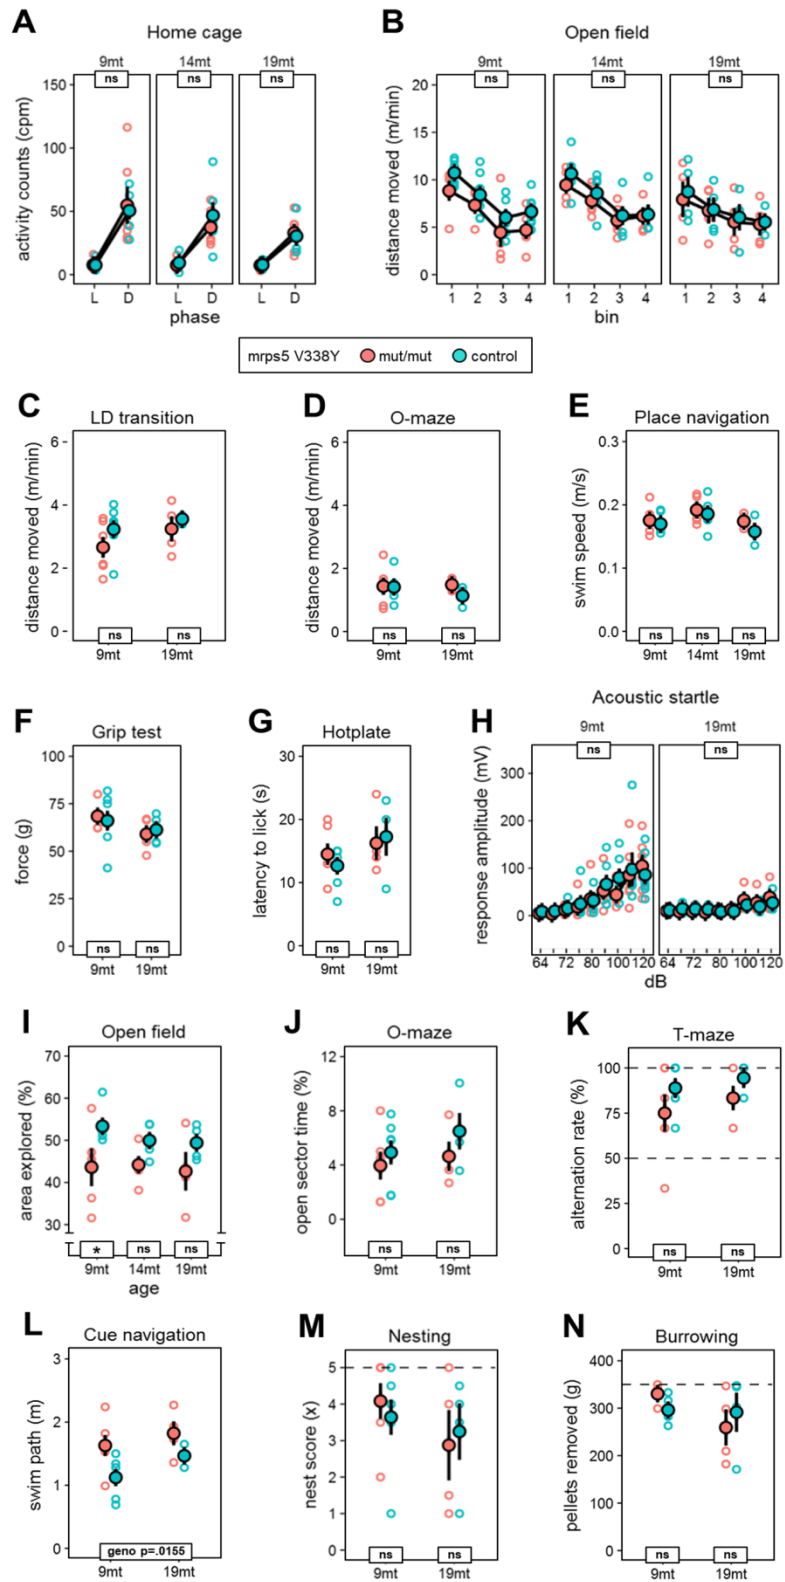 A
Home cage
9mt
14mt
19mt
ns
ns
ns
activity counts (cpm)
150
100
50
0
L
D
L
D
L
D
phase
B
Open field
9mt
14mt
19mt
ns
ns
ns
distance moved (m/min)
20
15
10
5
0
1 2 3 4
1 2 3 4
1 2 3 4
bin
mrps5 V338Y mut/mut control
C
LD transition
distance moved (m/min)
6
4
2
0
ns
ns
9mt
19mt
D
O-maze
distance moved (m/min)
6
4
2
0
ns
ns
9mt
19mt
E
Place navigation
swim speed (m/s)
0.3
0.2
0.1
0.0
ns
ns
ns
9mt
14mt
19mt
F
Grip test
force (g)
100
75
50
25
0
ns
ns
9mt
19mt
G
Hotplate
latency to lick (s)
30
20
10
0
ns
ns
9mt
19mt
H
Acoustic startle
9mt
19mt
ns
ns
response amplitude (mV)
300
200
100
0
64 72 80 100 120
64 72 80 100 120
dB
I
Open field
area explored (%)
70
60
50
40
30
*
ns
ns
9mt
14mt
19mt
age
J
O-maze
open sector time (%)
12
8
4
0
ns
ns
9mt
19mt
K
T-maze
alternation rate (%)
100
75
50
25
0
ns
ns
9mt
19mt
L
Cue navigation
swim path (m)
3
2
1
0
geno p=.0155
9mt
19mt
M
Nesting
nest score (x)
5
4
3
2
1
0
ns
ns
9mt
19mt
N
Burrowing
pellets removed (g)
400
300
200
100
0
ns
ns
9mt
19mt